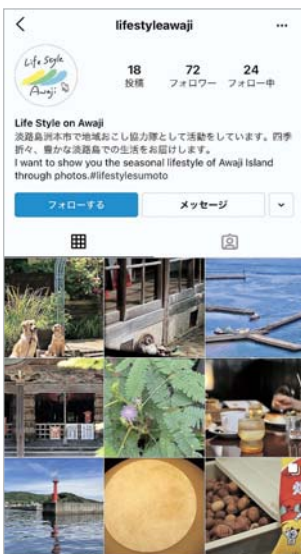 lifestyleawaji
Life Style
Awaji
18
72
24
投稿
フォロワー
フォロー中
Life Style on Awaji
淡路島洲本市で地域おこし協力隊として活動をしています。四季
折々、豊かな淡路島での生活をお届けします。
I want to show you the seasonal lifestyle of Awaji Island
through photos.#lifestylesumoto
フォローする
メッセージ